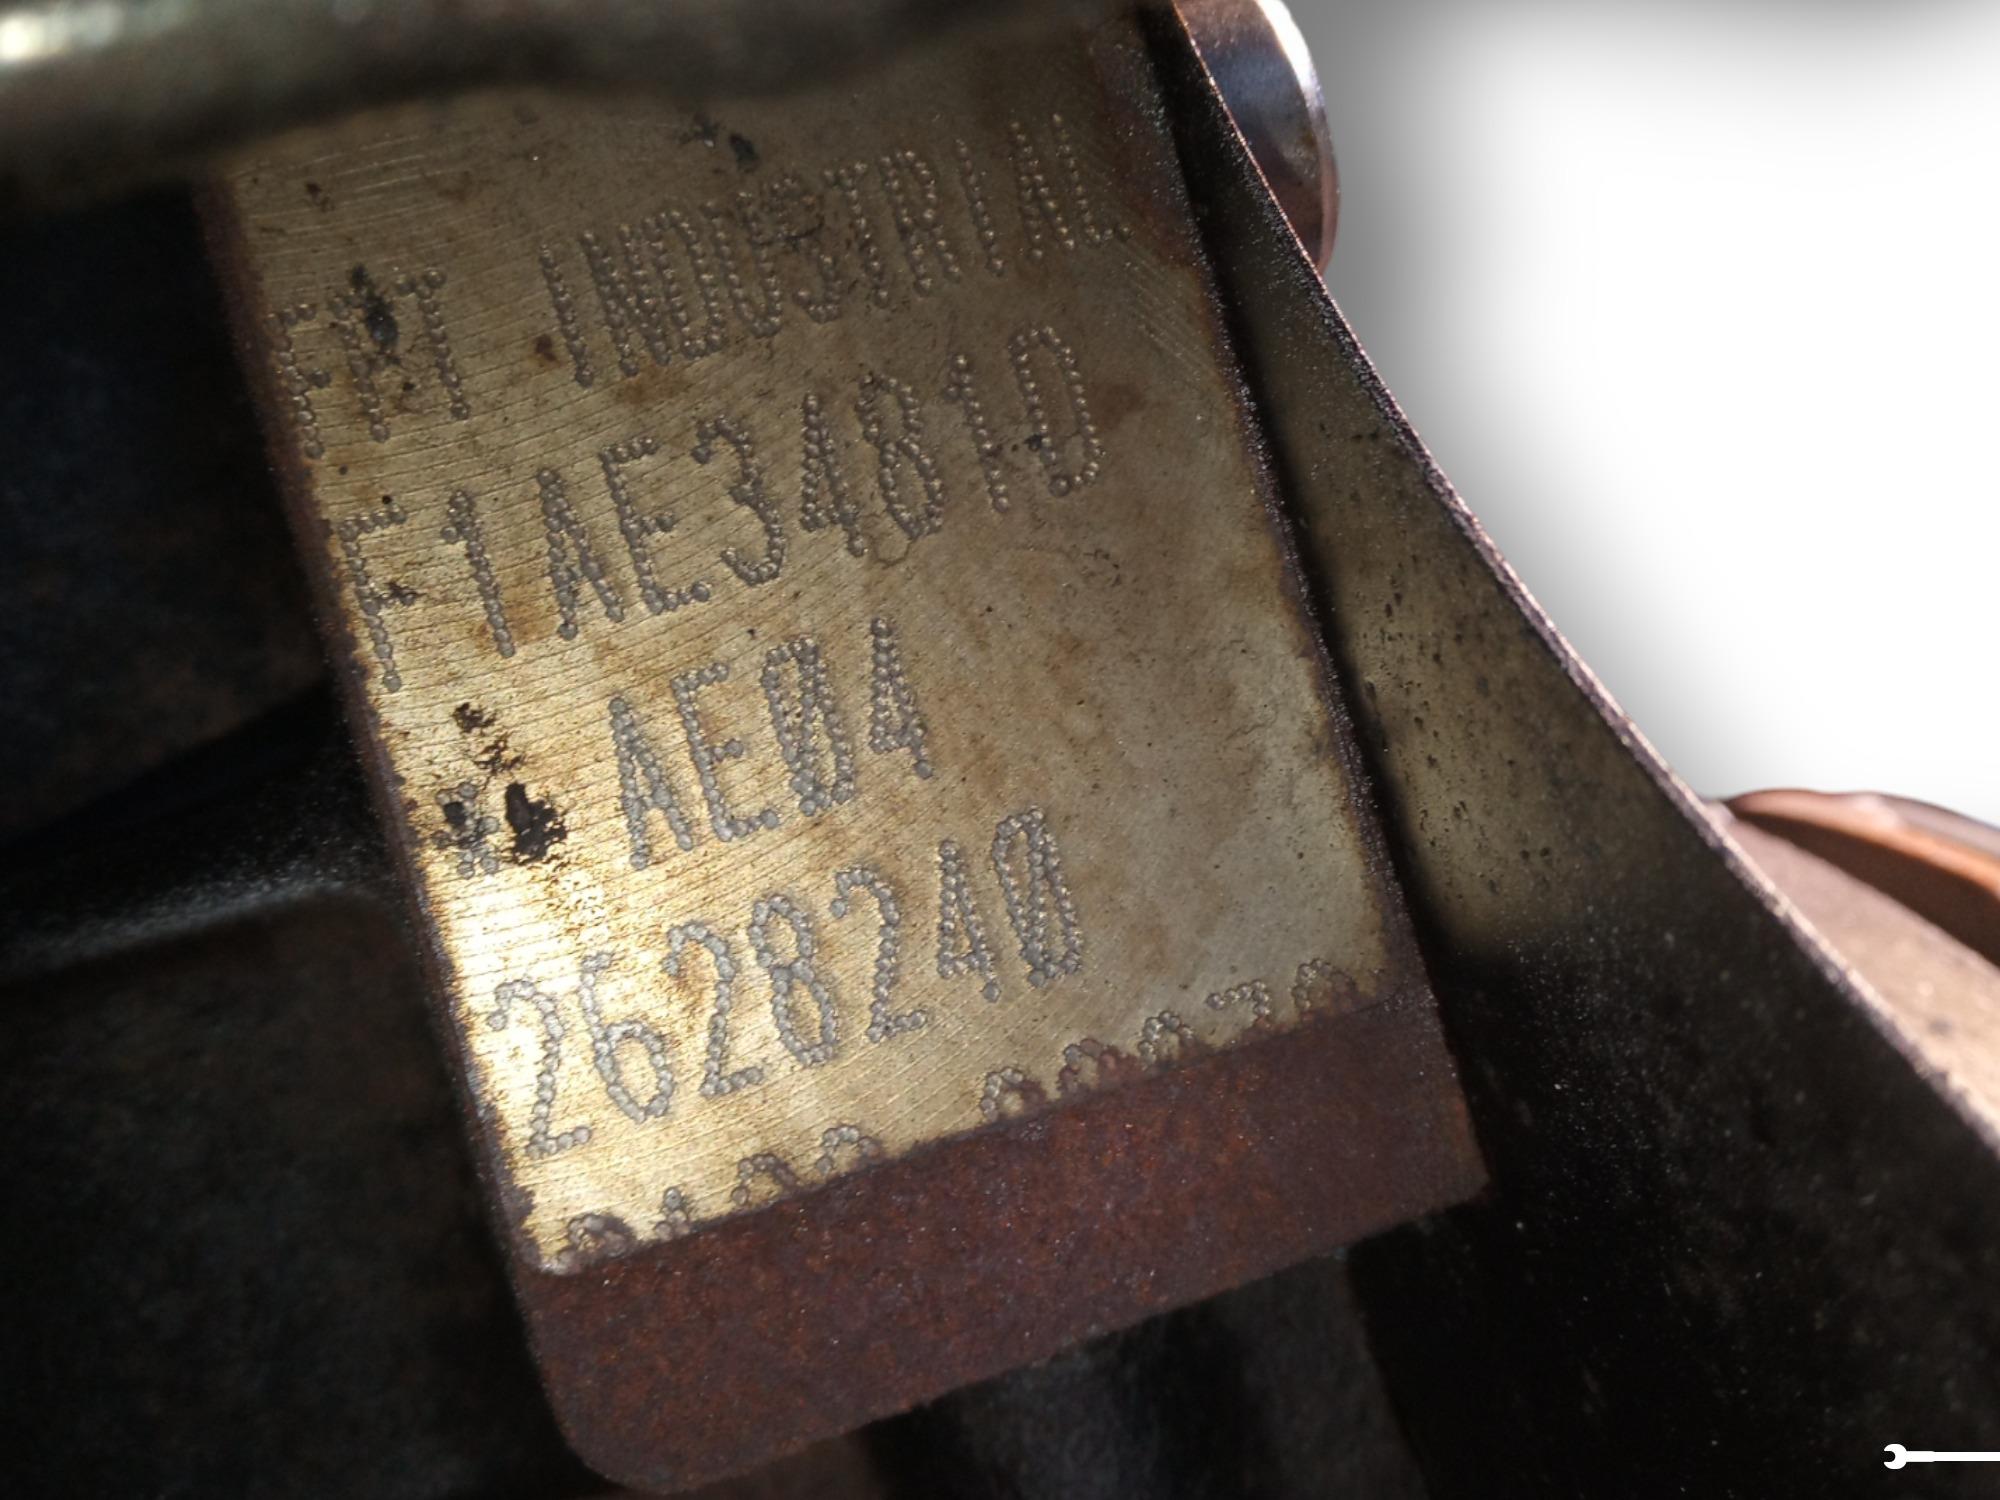 FPT INDUSTRIAL
F1AE3481D
* AE04
2628240